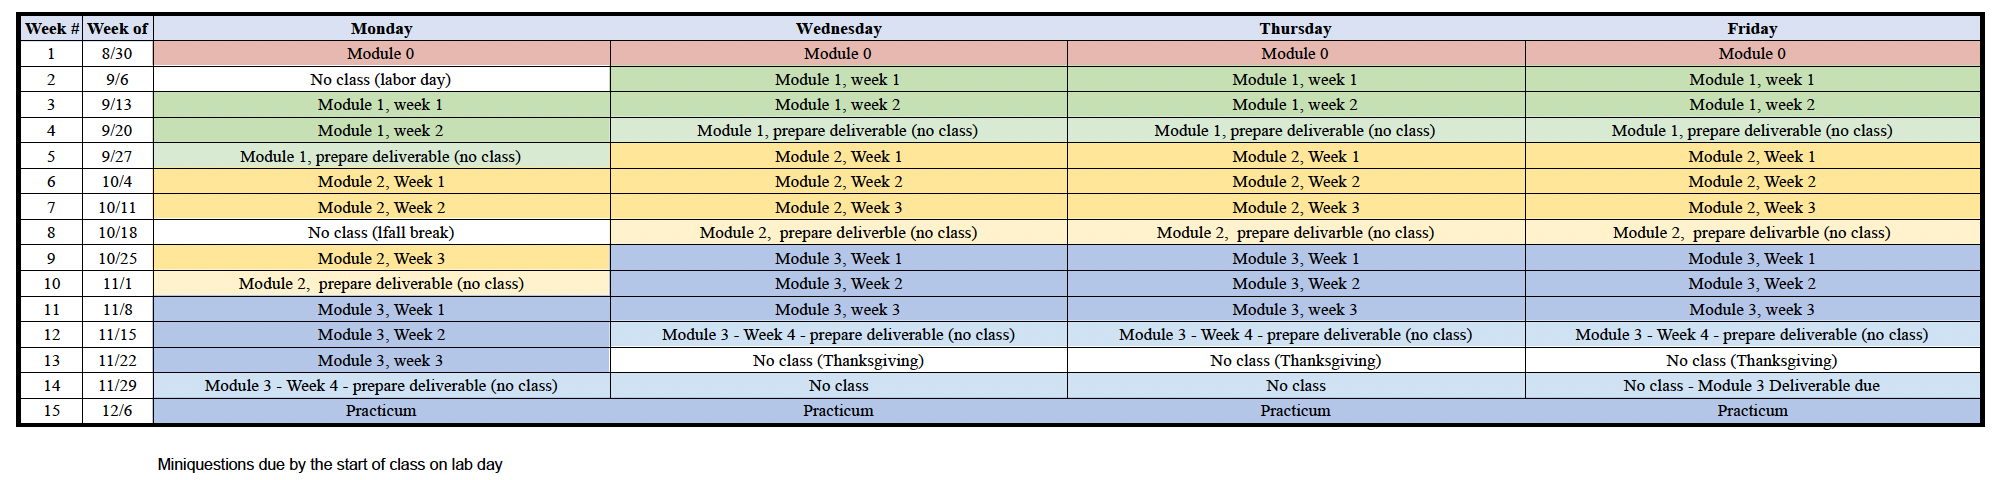 Week # Week of Monday Wednesday Thursday Friday
1 8/30 Module 0 Module 0 Module 0 Module 0
2 9/6 No class (labor day) Module 1, week 1 Module 1, week 1 Module 1, week 1
3 9/13 Module 1, week 1 Module 1, week 2 Module 1, week 2 Module 1, week 2
4 9/20 Module 1, week 2 Module 1, prepare deliverable (no class) Module 1, prepare deliverable (no class) Module 1, prepare deliverable (no class)
5 9/27 Module 1, prepare deliverable (no class) Module 2, Week 1 Module 2, Week 1 Module 2, Week 1
6 10/4 Module 2, Week 1 Module 2, Week 2 Module 2, Week 2 Module 2, Week 2
7 10/11 Module 2, Week 2 Module 2, Week 3 Module 2, Week 3 Module 2, Week 3
8 10/18 No class (lfall break) Module 2, prepare deliverble (no class) Module 2, prepare delivarble (no class) Module 2, prepare delivarble (no class)
9 10/25 Module 2, Week 3 Module 3, Week 1 Module 3, Week 1 Module 3, Week 1
10 11/1 Module 2, prepare deliverable (no class) Module 3, Week 2 Module 3, Week 2 Module 3, Week 2
11 11/8 Module 3, Week 1 Module 3, week 3 Module 3, week 3 Module 3, week 3
12 11/15 Module 3, Week 2 Module 3 - Week 4 - prepare deliverable (no class) Module 3 - Week 4 - prepare deliverable (no class) Module 3 - Week 4 - prepare deliverable (no class)
13 11/22 Module 3, week 3 No class (Thanksgiving) No class (Thanksgiving) No class (Thanksgiving)
14 11/29 Module 3 - Week 4 - prepare deliverable (no class) No class No class No class - Module 3 Deliverable due
15 12/6 Practicum Practicum Practicum Practicum
Miniquestions due by the start of class on lab day